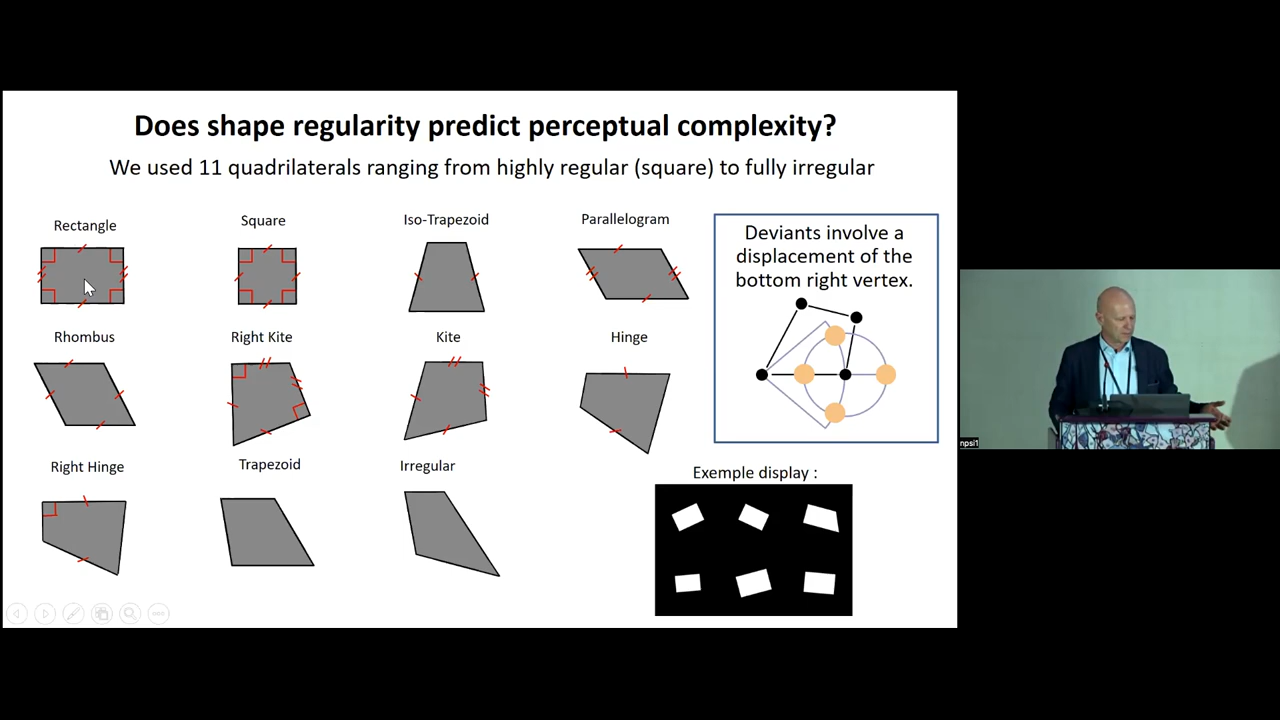 Does shape regularity predict perceptual complexity?
We used 11 quadrilaterals ranging from highly regular (square) to fully irregular
Rectangle
Square
Iso-Trapezoid
Parallelogram
Rhombus
Right Kite
Kite
Hinge
Right Hinge
Trapezoid
Irregular
Deviants involve a
displacement of the
bottom right vertex.
Exemple display :
npsi1